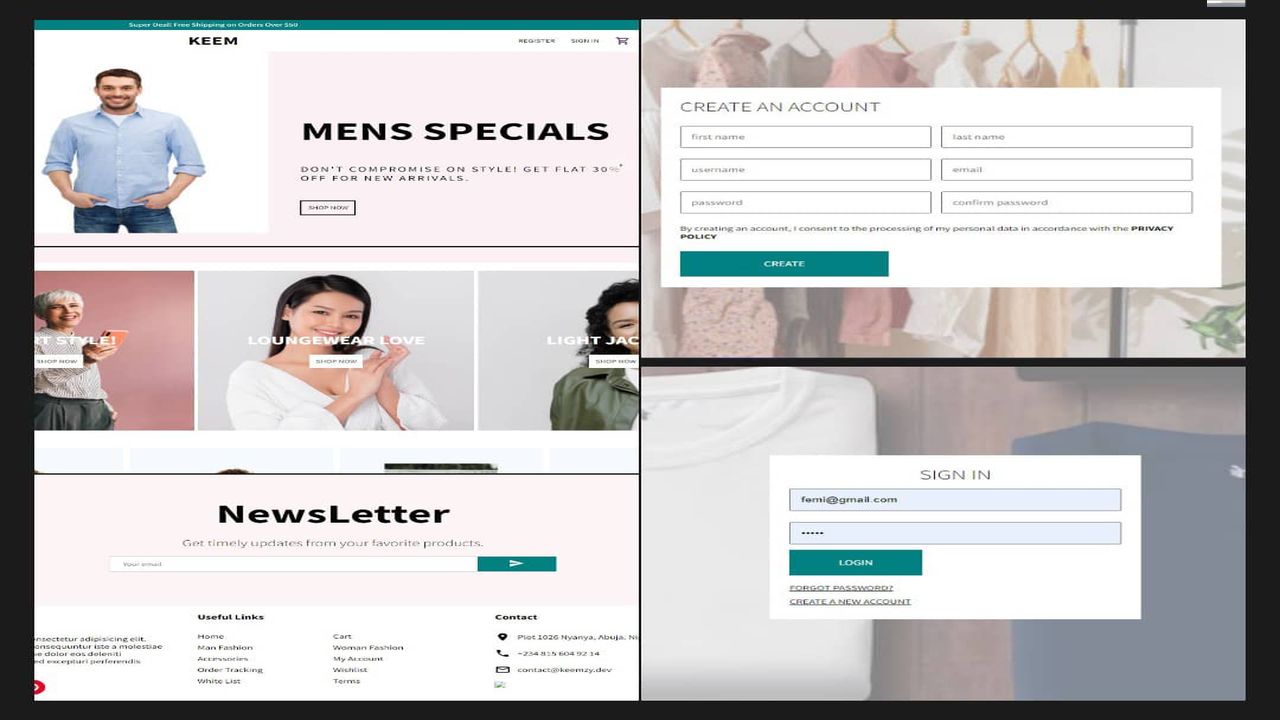 Super Deal! Free Shipping on Orders Over $50
KEEM
REGISTER SIGN IN
MENS SPECIALS
DON'T COMPROMISE ON STYLE! GET FLAT 30%
OFF FOR NEW ARRIVALS.
SHOP NOW
RT STYLE!
SHOP NOW
LOUNGEWEAR LOVE
SHOP NOW
LIGHT JAC
SHOP NOW
NewsLetter
Get timely updates from your favorite products.
Your email
onsectetur adipisicing elit.
onsequuntur iste a molestiae
e dolor eos deleniti
ed excepturi perferendis
Useful Links
Home Cart
Man Fashion Woman Fashion
Accessories My Account
Order Tracking Wishlist
White List Terms
Contact
Plot 1026 Nyanya, Abuja, Ni
+234 815 604 92 14
contact@keemzy.dev
CREATE AN ACCOUNT
first name last name
username email
password confirm password
By creating an account, I consent to the processing of my personal data in accordance with the PRIVACY
POLICY
CREATE
SIGN IN
femi@gmail.com
•••••
LOGIN
FORGOT PASSWORD?
CREATE A NEW ACCOUNT